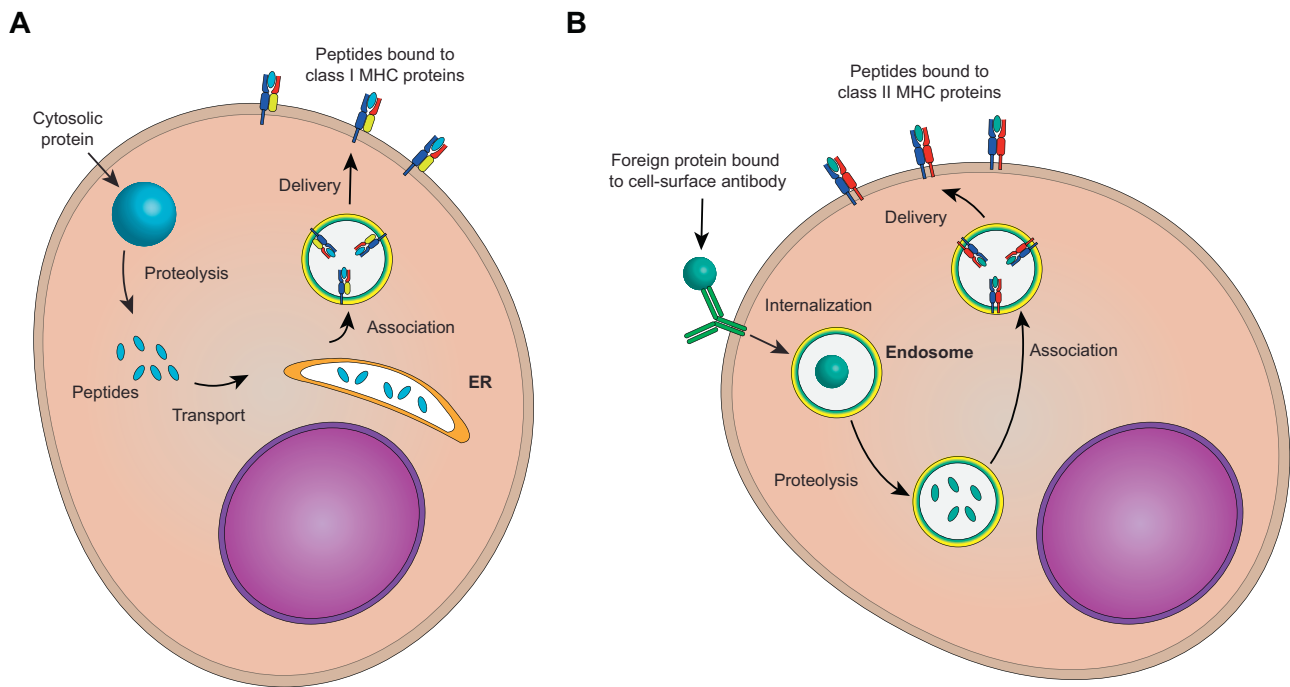 A
Peptides bound to
class I MHC proteins
Cytosolic
protein
Delivery
Proteolysis
Association
Peptides
Transport
ER
B
Peptides bound to
class II MHC proteins
Foreign protein bound
to cell-surface antibody
Delivery
Internalization
Endosome
Association
Proteolysis